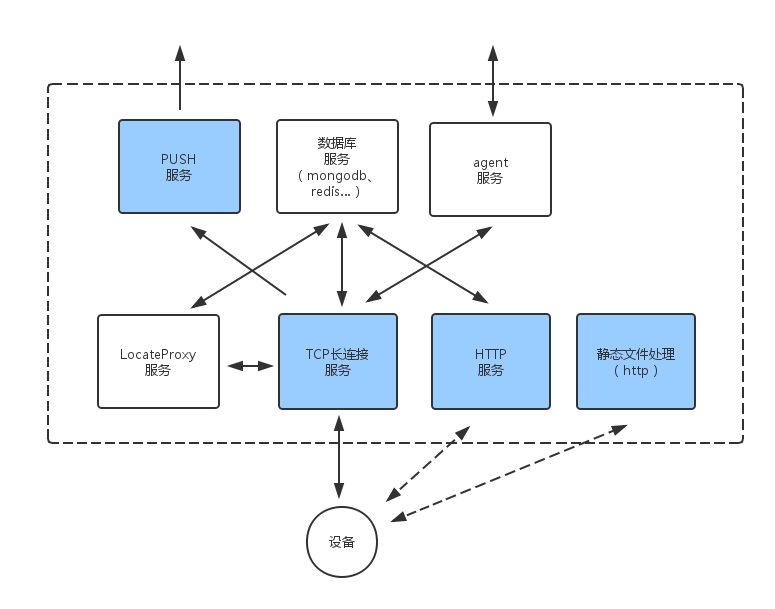 PUSH
服务
数据库
服务
（mongodb、
redis...）
agent
服务
LocateProxy
服务
TCP长连接
服务
HTTP
服务
静态文件处理
（http）
设备